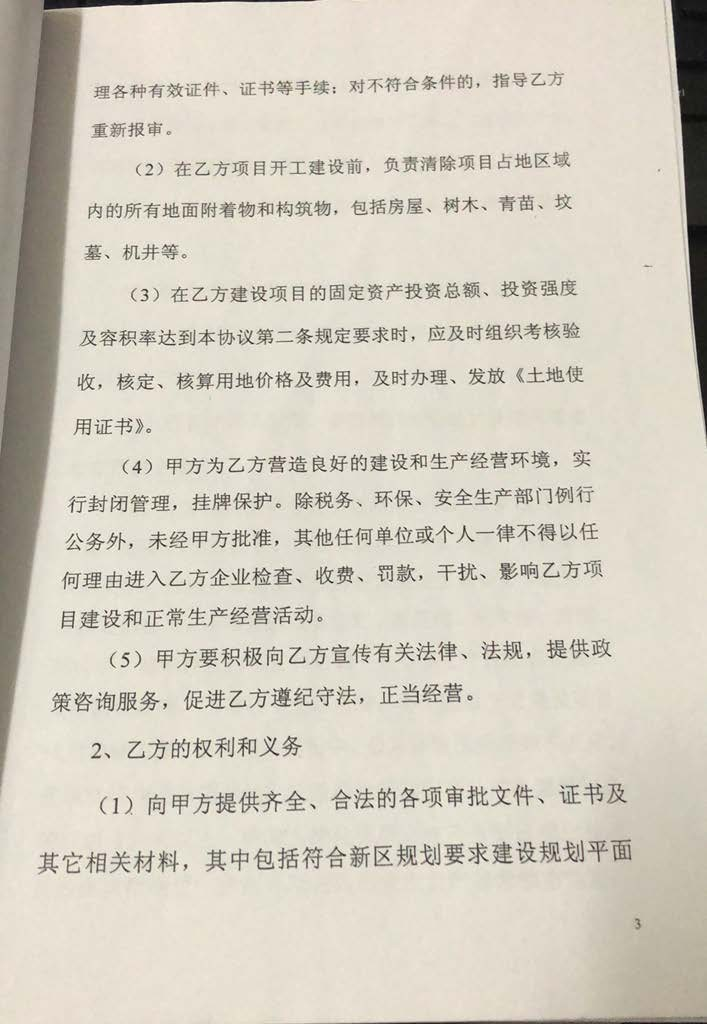 理各种有效证件、证书等手续；对不符合条件的，指导乙方
重新报审。
（2）在乙方项目开工建设前，负责清除项目占地区域
内的所有地面附着物和构筑物，包括房屋、树木、青苗、坟
墓、机井等。
（3）在乙方建设项目的固定资产投资总额、投资强度
及容积率达到本协议第二条规定要求时，应及时组织考核验
收，核定、核算用地价格及费用，及时办理、发放《土地使
用证书》。
（4）甲方为乙方营造良好的建设和生产经营环境，实
行封闭管理，挂牌保护。除税务、环保、安全生产部门例行
公务外，未经甲方批准，其他任何单位或个人一律不得以任
何理由进入乙方企业检查、收费、罚款，干扰、影响乙方项
目建设和正常生产经营活动。
（5）甲方要积极向乙方宣传有关法律、法规，提供政
策咨询服务，促进乙方遵纪守法，正当经营。
2、乙方的权利和义务
（1）向甲方提供齐全、合法的各项审批文件、证书及
其它相关材料，其中包括符合新区规划要求建设规划平面
3